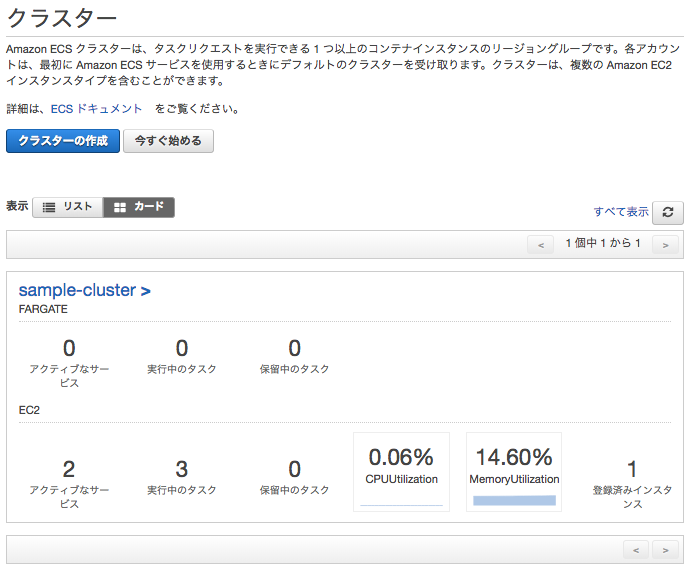 クラスター
Amazon ECS クラスターは、タスクリクエストを実行できる 1 つ以上のコンテナインスタンスのリージョングループです。各アカウン
トは、最初に Amazon ECS サービスを使用するときにデフォルトのクラスターを受け取ります。クラスターは、複数の Amazon EC2
インスタンスタイプを含むことができます。
詳細は、ECS ドキュメント をご覧ください。
クラスターの作成 今すぐ始める
表示 リスト カード
すべて表示
< 1 個中 1 から 1 >
sample-cluster >
FARGATE
0 0 0
アクティブなサー 実行中のタスク 保留中のタスク
ビス
EC2
2 3 0 0.06% 14.60% 1
CPUUtilization MemoryUtilization
アクティブなサー 実行中のタスク 保留中のタスク 登録済みインスタ
ビス ンス
< >